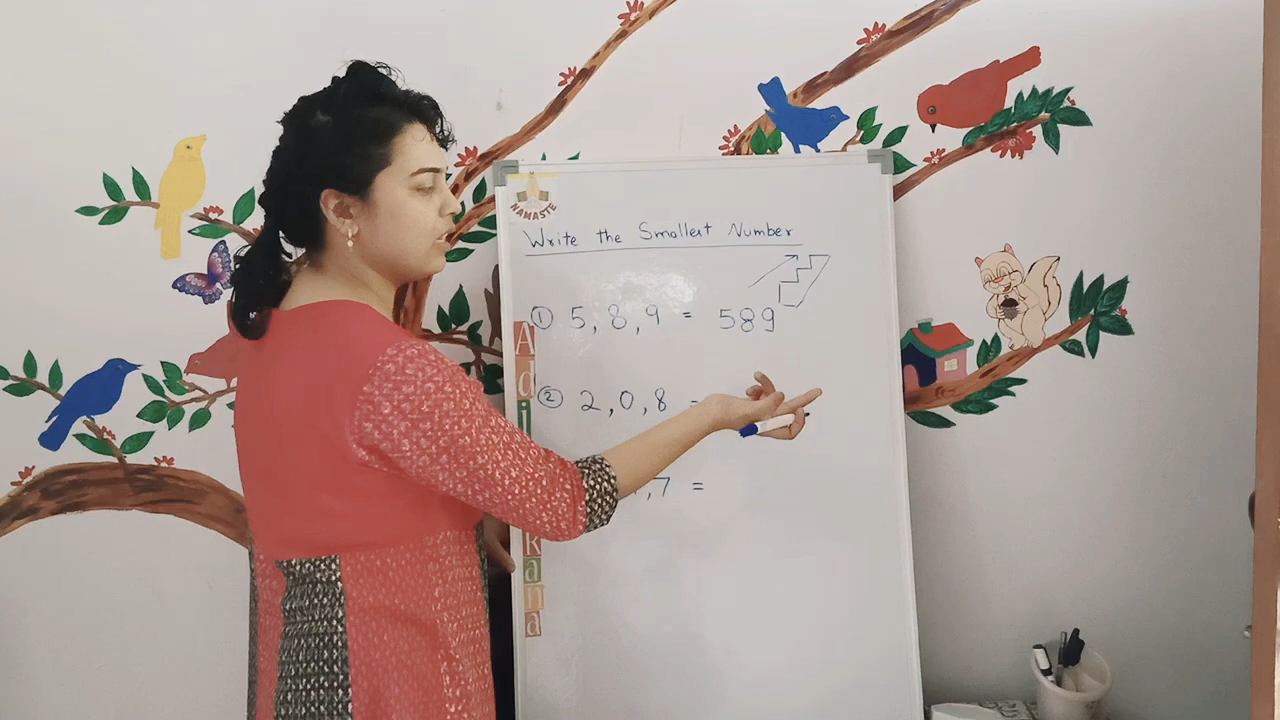 NAMASTE
Write the Smallest Number
① 5, 8, 9 = 589
② 2, 0, 8 =
, 7 =